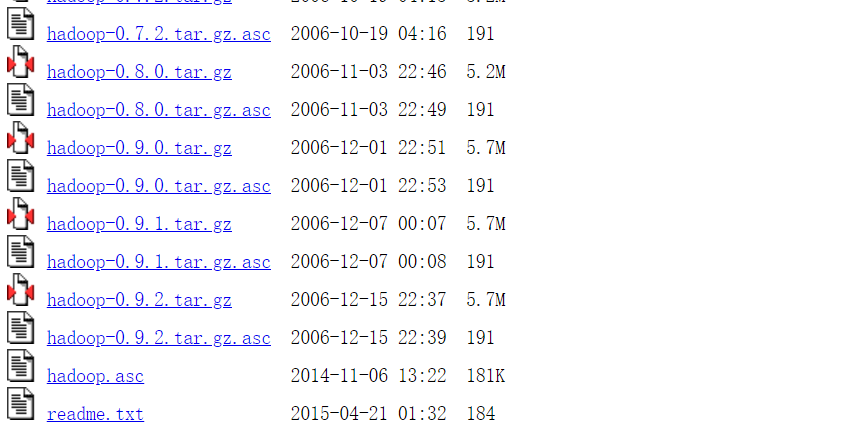 hadoop-0.7.2.tar.gz.asc 2006-10-19 04:16 191
hadoop-0.8.0.tar.gz 2006-11-03 22:46 5.2M
hadoop-0.8.0.tar.gz.asc 2006-11-03 22:49 191
hadoop-0.9.0.tar.gz 2006-12-01 22:51 5.7M
hadoop-0.9.0.tar.gz.asc 2006-12-01 22:53 191
hadoop-0.9.1.tar.gz 2006-12-07 00:07 5.7M
hadoop-0.9.1.tar.gz.asc 2006-12-07 00:08 191
hadoop-0.9.2.tar.gz 2006-12-15 22:37 5.7M
hadoop-0.9.2.tar.gz.asc 2006-12-15 22:39 191
hadoop.asc 2014-11-06 13:22 181K
readme.txt 2015-04-21 01:32 184